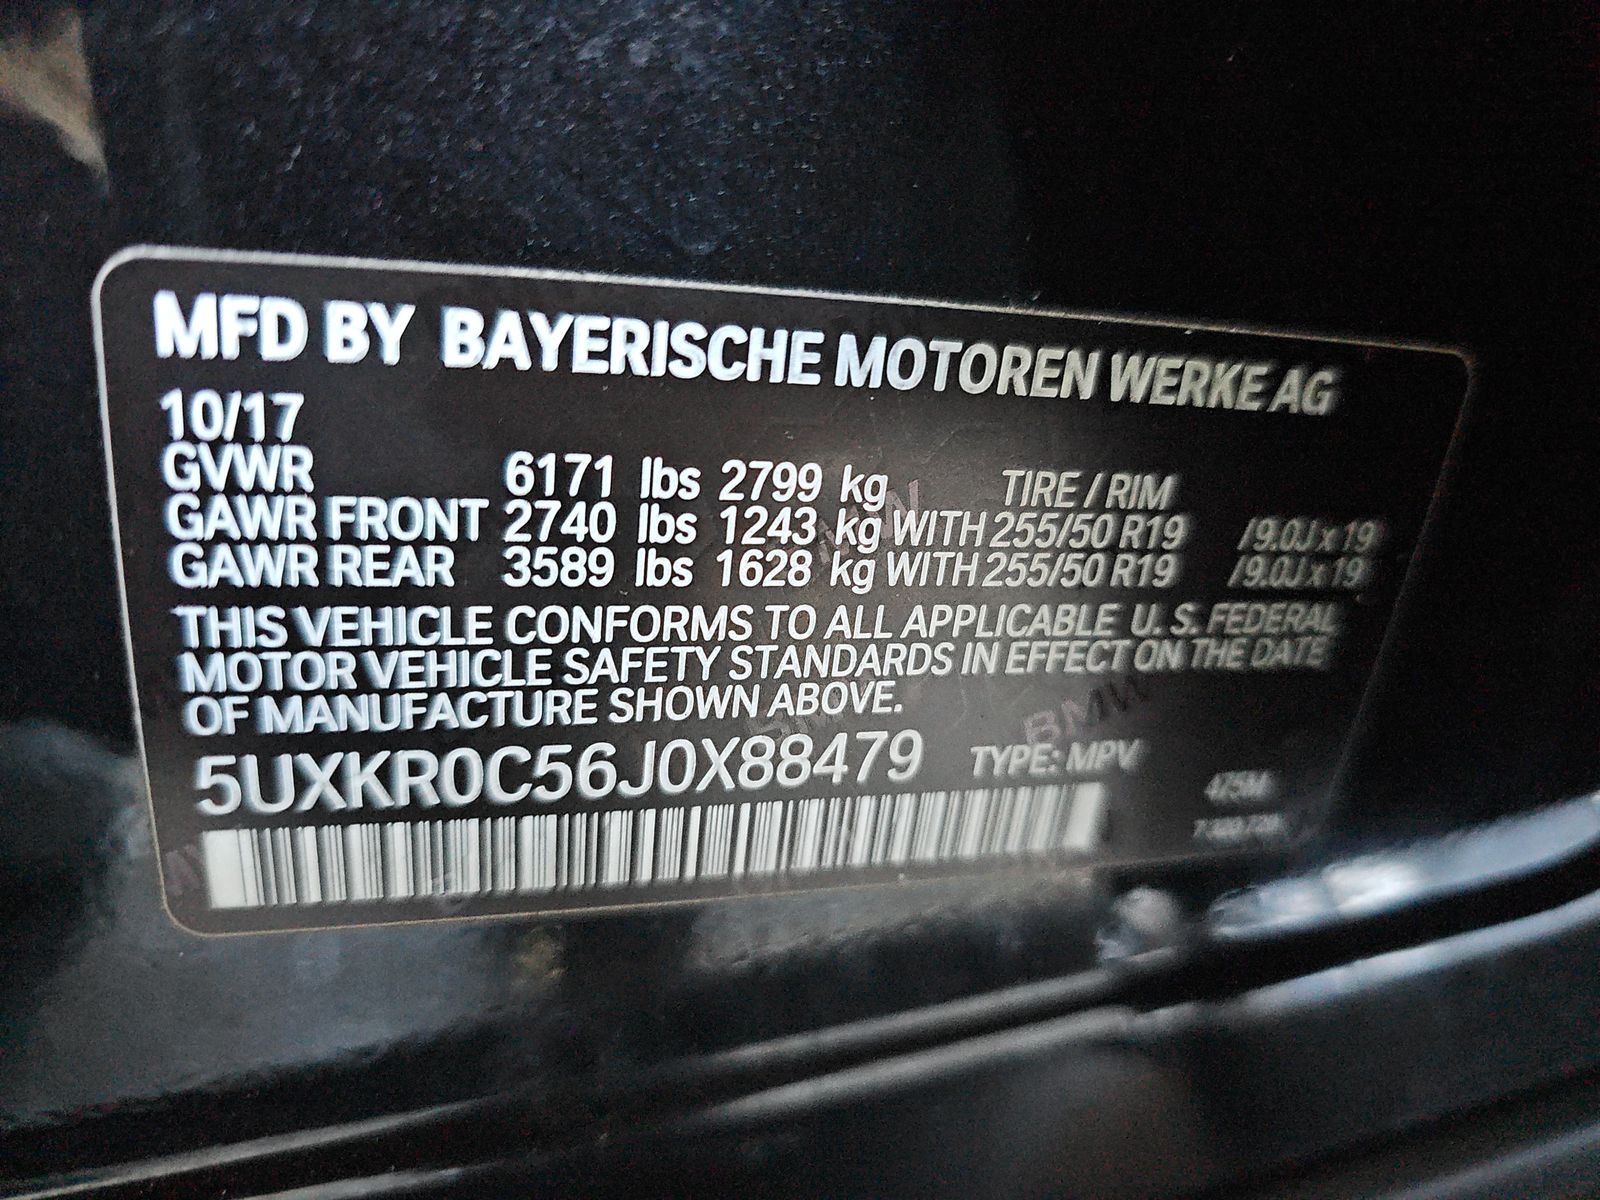 MFD BY BAYERISCHE MOTOREN WERKE AG
10/17
GVWR 6171 lbs 2799 kg TIRE / RIM
GAWR FRONT 2740 lbs 1243 kg WITH 255/50 R19 /9.0J x 19
GAWR REAR 3589 lbs 1628 kg WITH 255/50 R19 /9.0J x 19
THIS VEHICLE CONFORMS TO ALL APPLICABLE U. S. FEDERAL
MOTOR VEHICLE SAFETY STANDARDS IN EFFECT ON THE DATE
OF MANUFACTURE SHOWN ABOVE.
5UXKR0C56J0X88479 TYPE: MPV
475M
BMW